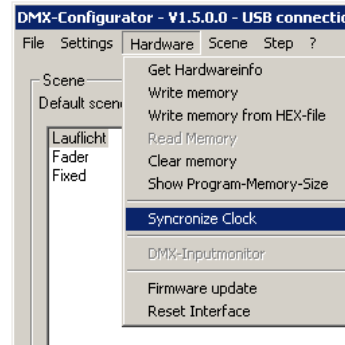 DMX-Configurator - V1.5.0.0 - USB connectio
File Settings Hardware Scene Step ?
Get Hardwareinfo
Write memory
Write memory from HEX-file
Read Memory
Clear memory
Show Program-Memory-Size
Syncronize Clock
DMX-Inputmonitor
Firmware update
Reset Interface
Scene
Default scen
Lauflicht
Fader
Fixed